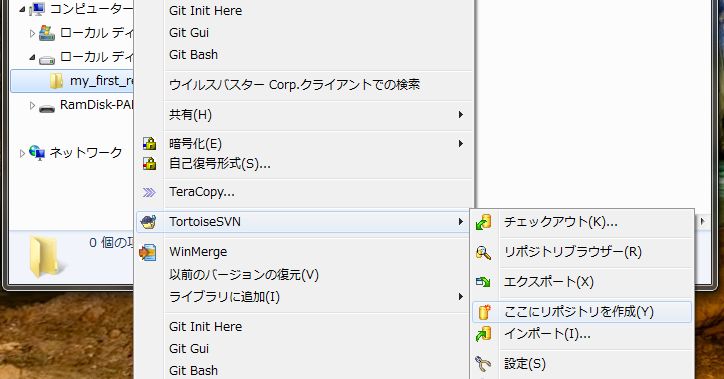 コンピューター
Git Init Here
ローカル ディ
Git Gui
ローカル ディ
Git Bash
my_first_re
ウイルスバスター Corp.クライアントでの検索
RamDisk-PA
共有(H)
暗号化(E)
ネットワーク
自己復号形式(S)...
TeraCopy...
TortoiseSVN
チェックアウト(K)...
0 個の項
WinMerge
リポジトリブラウザー(R)
以前のバージョンの復元(V)
エクスポート(X)
ライブラリに追加(I)
ここにリポジトリを作成(Y)
Git Init Here
インポート(I)...
Git Gui
設定(S)
Git Bash